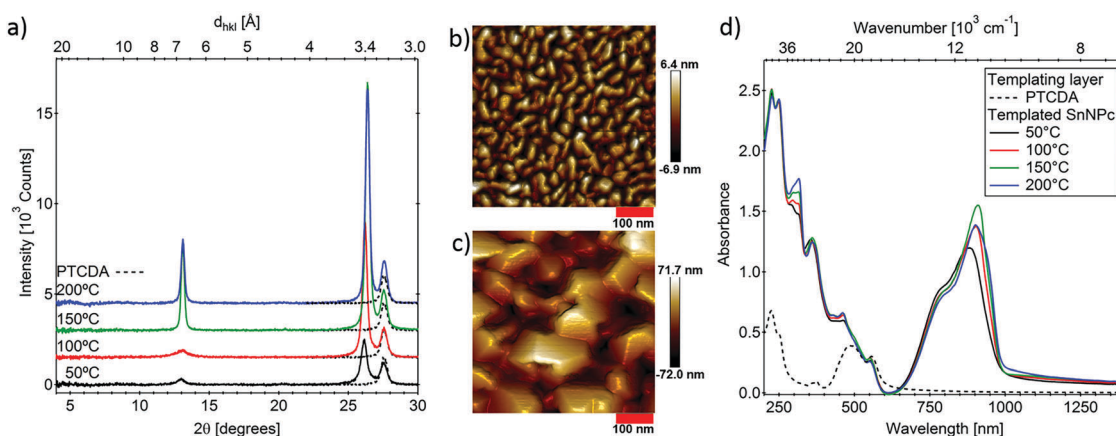 a)
d_hkl [Å]
20 10 8 7 6 5 4 3.4 3.0
Intensity [10³ Counts]
15
10
5
0
PTCDA
200ºC
150ºC
100ºC
50ºC
5 10 15 20 25 30
2θ [degrees]
b)
6.4 nm
-6.9 nm
100 nm
c)
71.7 nm
-72.0 nm
100 nm
d)
Wavenumber [10³ cm⁻¹]
36 20 12 8
Absorbance
2.5
2.0
1.5
1.0
0.5
0.0
Templating layer
PTCDA
Templated SnNPc
50°C
100°C
150°C
200°C
250 500 750 1000 1250
Wavelength [nm]